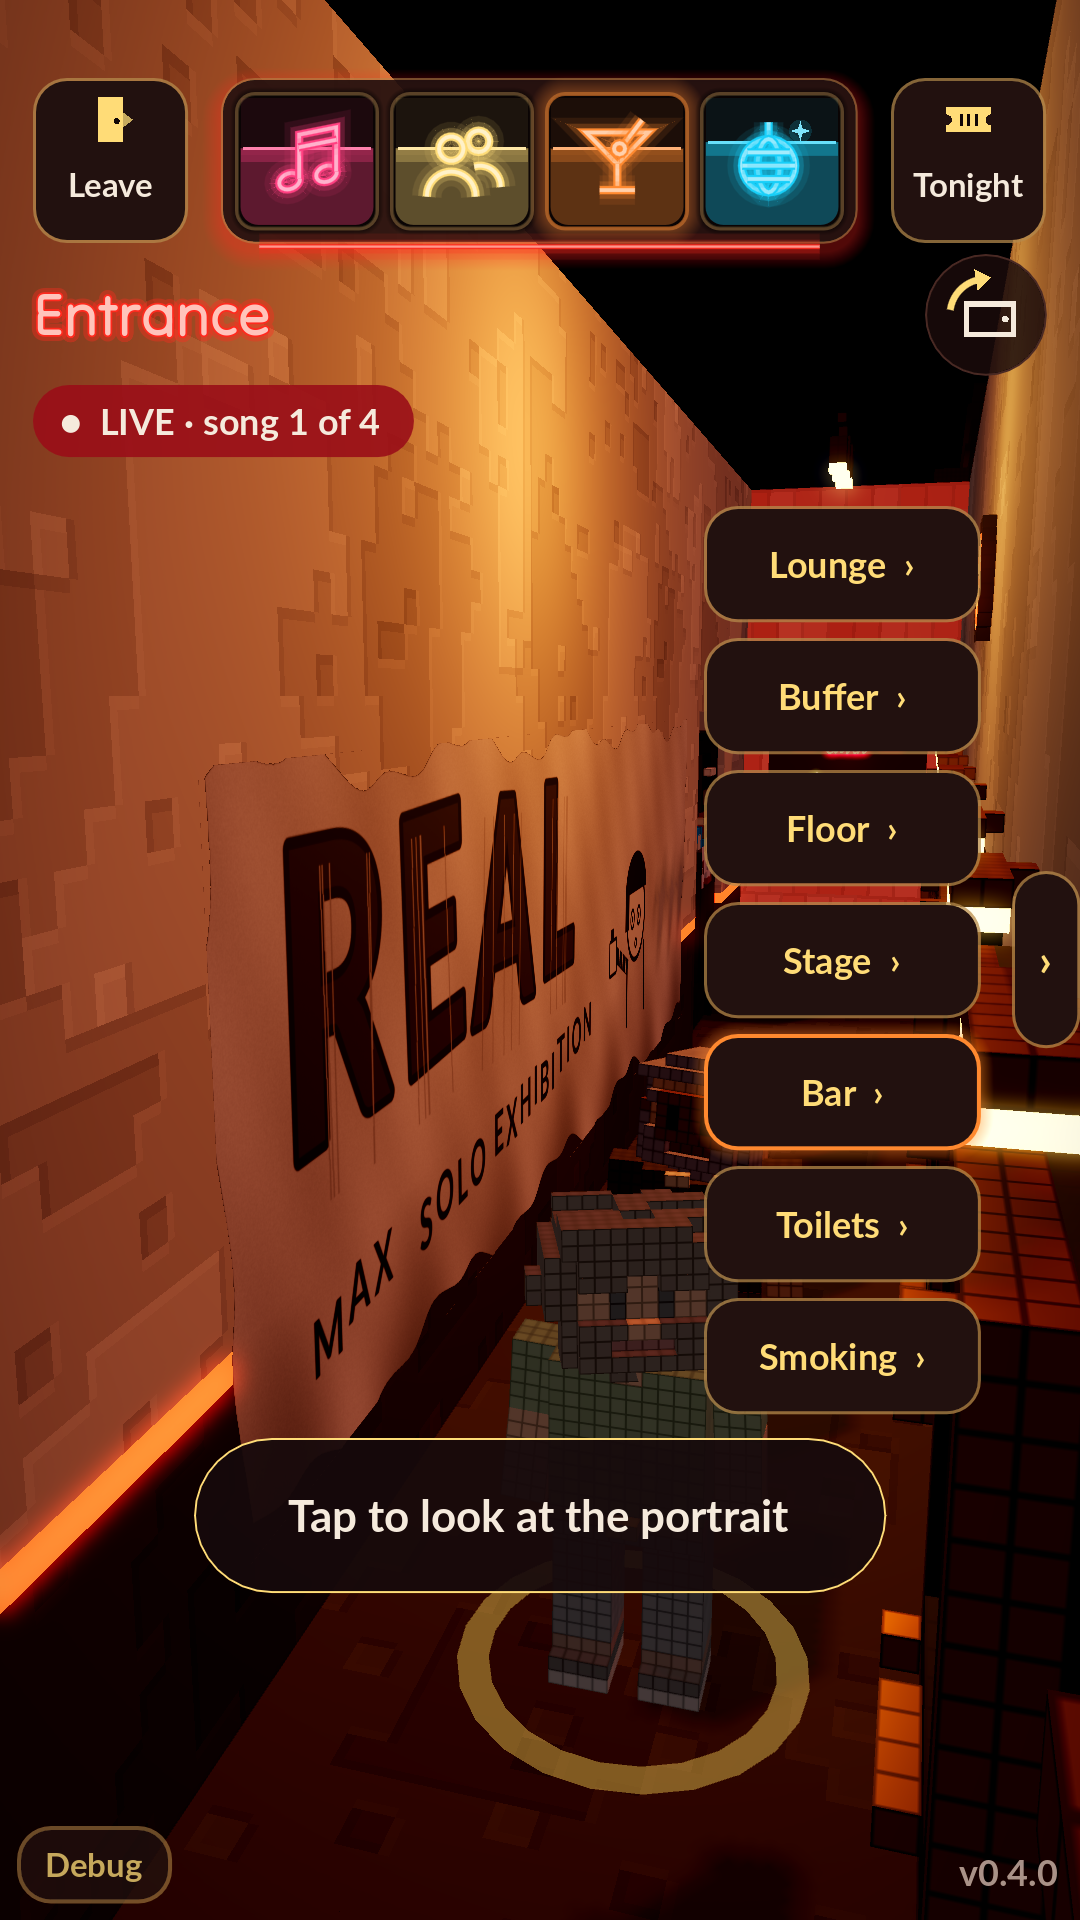 Leave
Tonight
Entrance
LIVE · song 1 of 4
Lounge ›
Buffer ›
Floor ›
Stage ›
Bar ›
Toilets ›
Smoking ›
›
REAL
MAX SOLO EXHIBITION
Tap to look at the portrait
Debug
v0.4.0